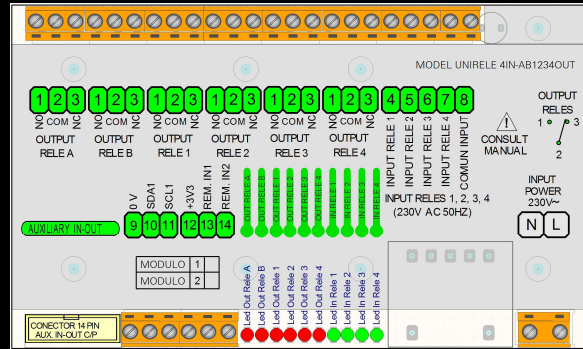 MODEL UNIRELE 4IN-AB1234OUT
1 2 3 1 2 3 1 2 3 1 2 3 1 2 3 1 2 3 4 5 6 7 8
NO COM NC NO COM NC NO COM NC NO COM NC NO COM NC NO COM NC
OUTPUT RELE A
OUTPUT RELE B
OUTPUT RELE 1
OUTPUT RELE 2
OUTPUT RELE 3
OUTPUT RELE 4
INPUT RELE 1
INPUT RELE 2
INPUT RELE 3
INPUT RELE 4
COMUN INPUT
CONSULT
MANUAL
OUTPUT
RELES
1 3
2
INPUT RELES 1, 2, 3, 4
(230V AC 50HZ)
INPUT
POWER
230V~
N L
OUT RELE A
OUT RELE B
OUT RELE 1
OUT RELE 2
OUT RELE 3
OUT RELE 4
IN RELE 1
IN RELE 2
IN RELE 3
IN RELE 4
0 V
SDA1
SCL1
+3V3
REM. IN1
REM. IN2
AUXILIARY IN-OUT
9 10 11 12 13 14
MODULO 1
MODULO 2
Led Out Rele A
Led Out Rele B
Led Out Rele 1
Led Out Rele 2
Led Out Rele 3
Led Out Rele 4
Led In Rele 1
Led In Rele 2
Led In Rele 3
Led In Rele 4
CONECTOR 14 PIN
AUX. IN-OUT C/P